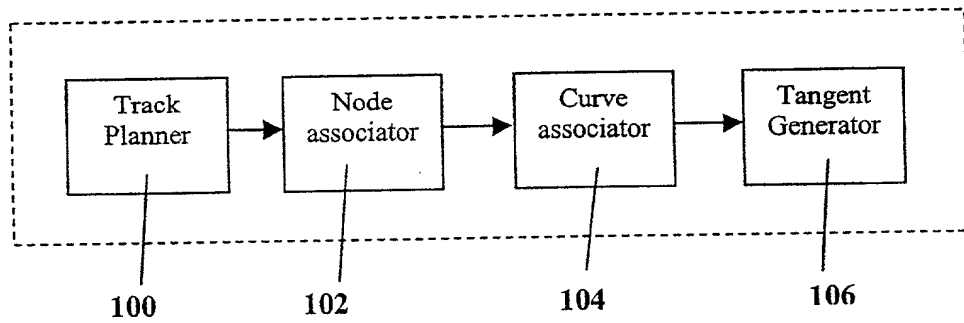 Track
Planner
Node
associator
Curve
associator
Tangent
Generator
100
102
104
106